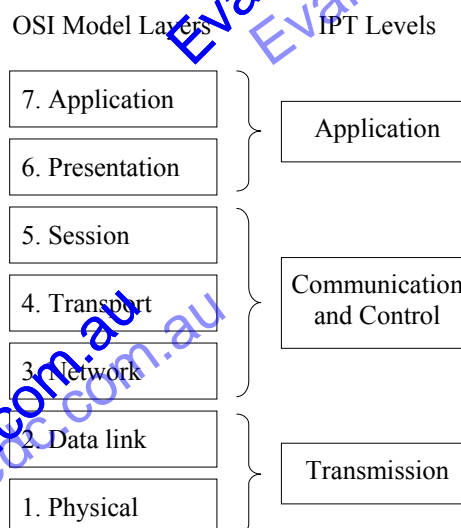 OSI Model Layers
IPT Levels
7. Application
6. Presentation
Application
5. Session
4. Transport
3. Network
Communication
and Control
2. Data link
1. Physical
Transmission